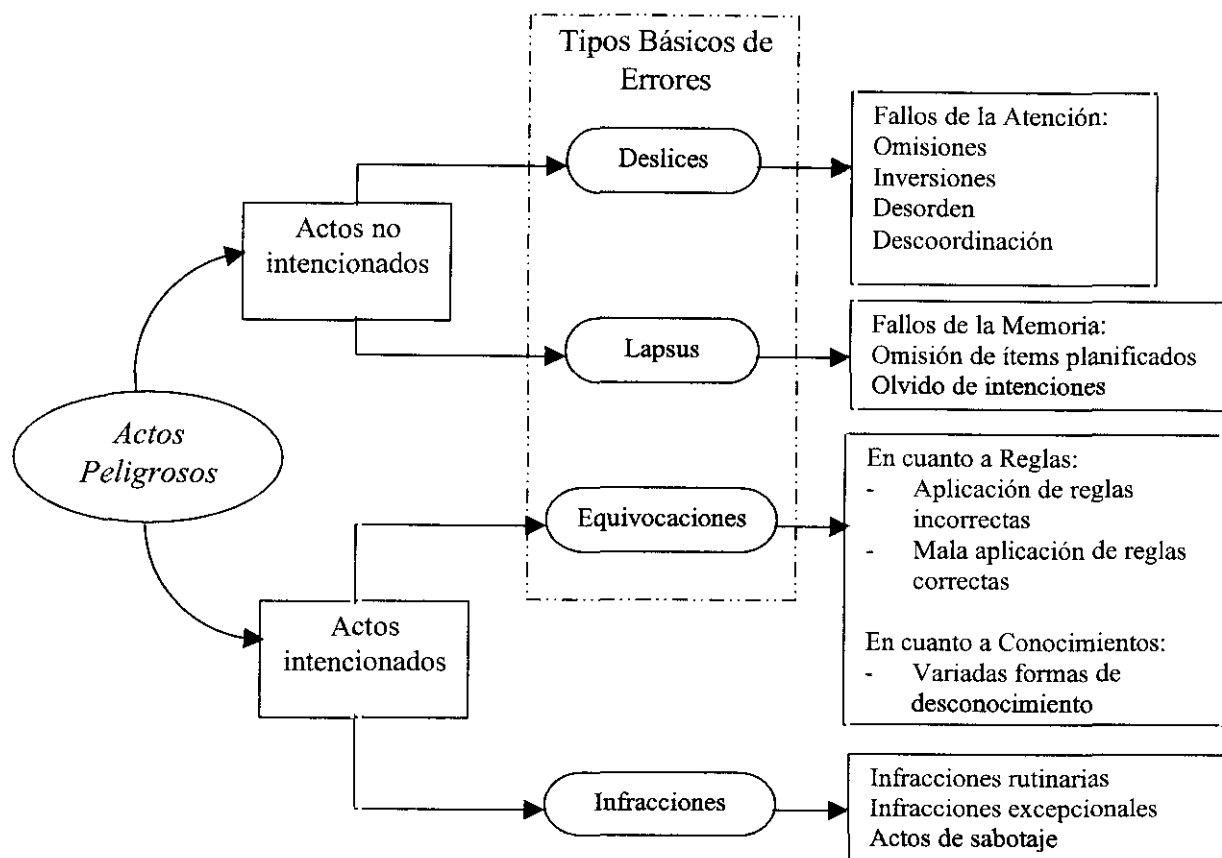 Tipos Básicos de
Errores
Deslices
Fallos de la Atención:
Omisiones
Inversiones
Desorden
Descoordinación
Actos no
intencionados
Lapsus
Fallos de la Memoria:
Omisión de ítems planificados
Olvido de intenciones
Actos
Peligrosos
Equivocaciones
En cuanto a Reglas:
- Aplicación de reglas
incorrectas
- Mala aplicación de reglas
correctas
En cuanto a Conocimientos:
- Variadas formas de
desconocimiento
Actos
intencionados
Infracciones
Infracciones rutinarias
Infracciones excepcionales
Actos de sabotaje